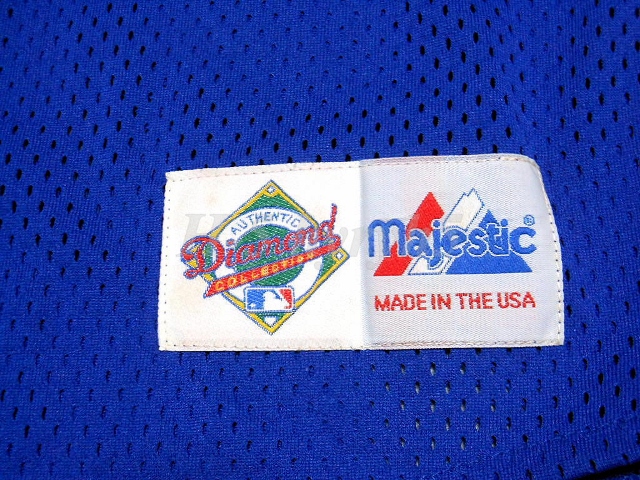 AUTHENTIC
Diamond
COLLECTION
Majestic®
MADE IN THE USA